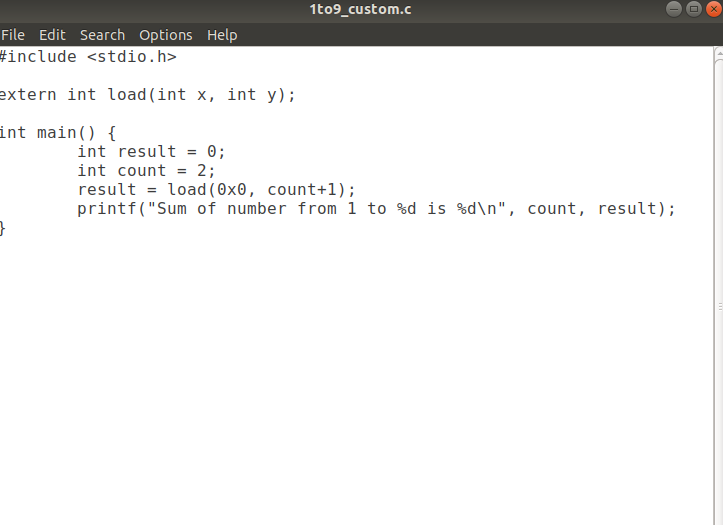 1to9_custom.c
File Edit Search Options Help
#include <stdio.h>
extern int load(int x, int y);
int main() {
int result = 0;
int count = 2;
result = load(0x0, count+1);
printf("Sum of number from 1 to %d is %d\n", count, result);
}